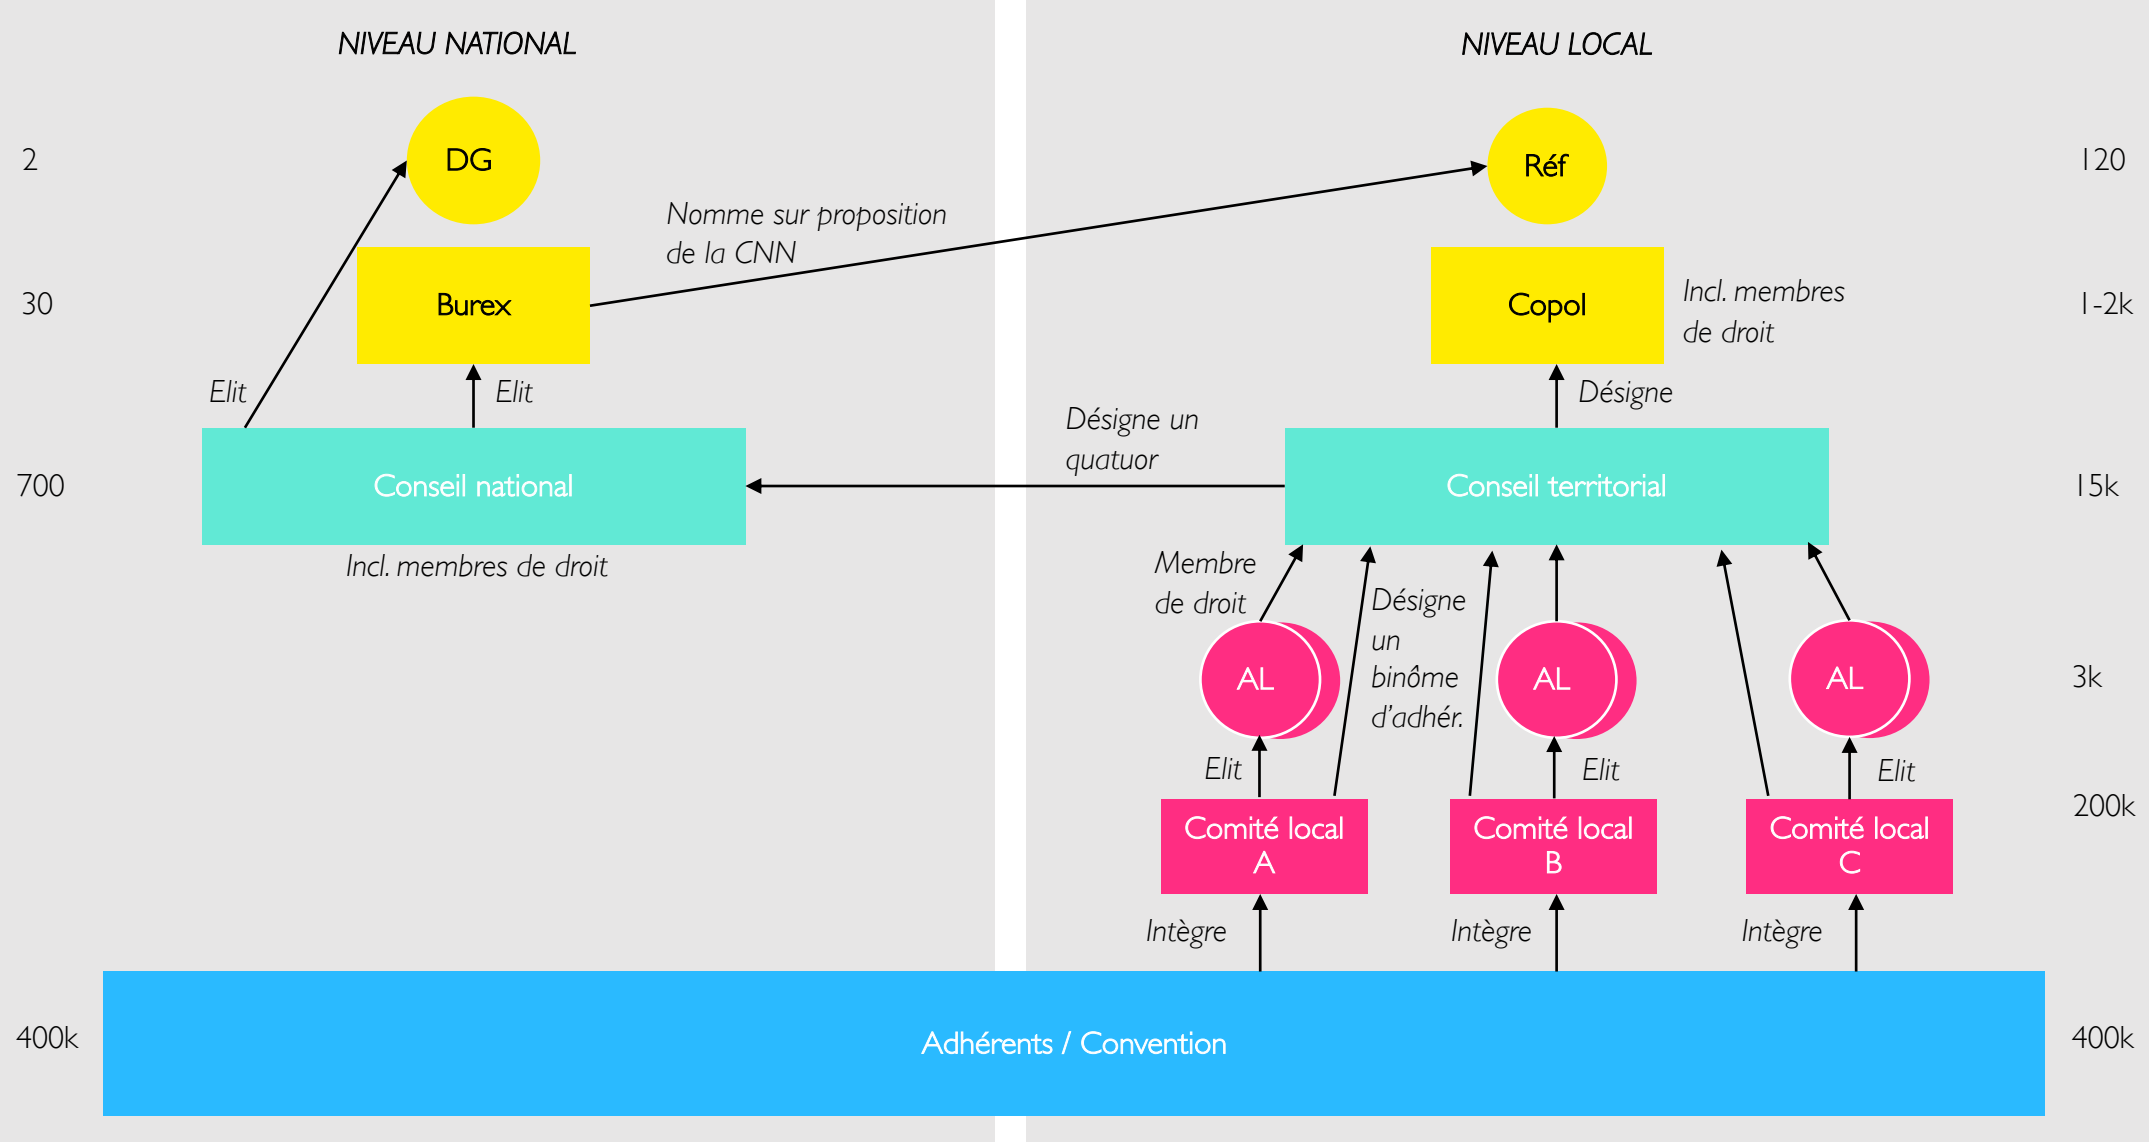 NIVEAU NATIONAL
NIVEAU LOCAL
2
DG
Réf
120
Nomme sur proposition
de la CNN
30
Burex
Copol
Incl. membres
de droit
1-2k
Elit
Elit
Désigne
Désigne un
quatuor
700
Conseil national
Conseil territorial
15k
Incl. membres de droit
Membre
de droit
Désigne
un
binôme
d'adhér.
AL
AL
AL
3k
Elit
Elit
Elit
200k
Comité local
A
Comité local
B
Comité local
C
Intègre
Intègre
Intègre
400k
Adhérents / Convention
400k